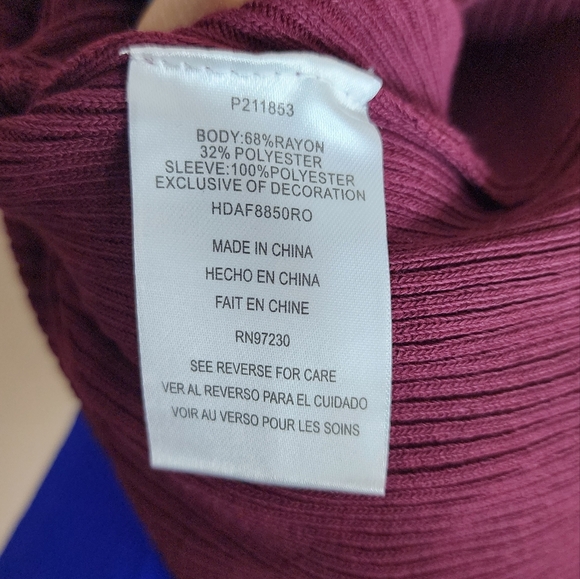 P211853
BODY:68%RAYON
32% POLYESTER
SLEEVE:100%POLYESTER
EXCLUSIVE OF DECORATION
HDAF8850RO
MADE IN CHINA
HECHO EN CHINA
FAIT EN CHINE
RN97230
SEE REVERSE FOR CARE
VER AL REVERSO PARA EL CUIDADO
VOIR AU VERSO POUR LES SOINS